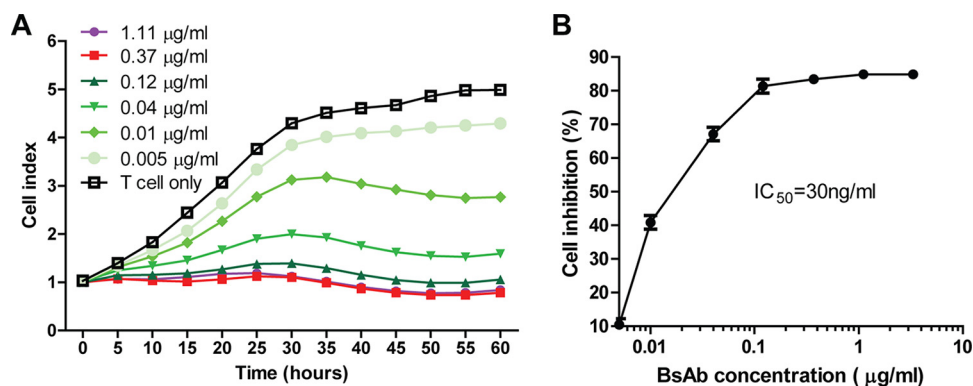 A
1.11 μg/ml
0.37 μg/ml
0.12 μg/ml
0.04 μg/ml
0.01 μg/ml
0.005 μg/ml
T cell only
Cell index
6
5
4
3
2
1
0
0 5 10 15 20 25 30 35 40 45 50 55 60
Time (hours)
B
Cell inhibition (%)
90
80
70
60
50
40
30
20
10
IC50=30ng/ml
0.01 0.1 1 10
BsAb concentration ( μg/ml)